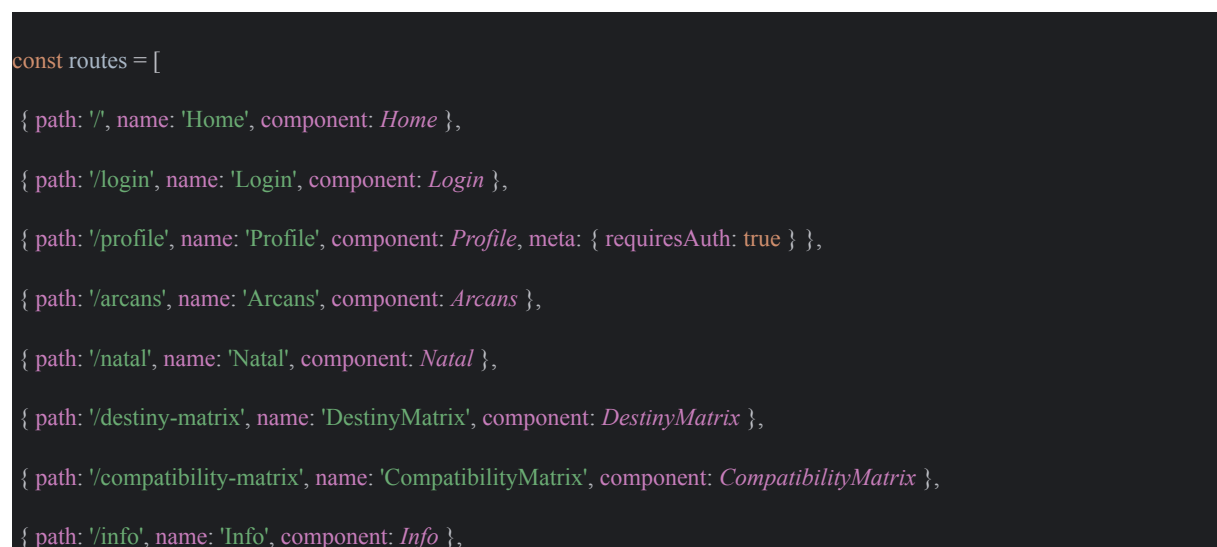 const routes = [
{ path: '/', name: 'Home', component: Home },
{ path: '/login', name: 'Login', component: Login },
{ path: '/profile', name: 'Profile', component: Profile, meta: { requiresAuth: true } },
{ path: '/arcans', name: 'Arcans', component: Arcans },
{ path: '/natal', name: 'Natal', component: Natal },
{ path: '/destiny-matrix', name: 'DestinyMatrix', component: DestinyMatrix },
{ path: '/compatibility-matrix', name: 'CompatibilityMatrix', component: CompatibilityMatrix },
{ path: '/info', name: 'Info', component: Info },